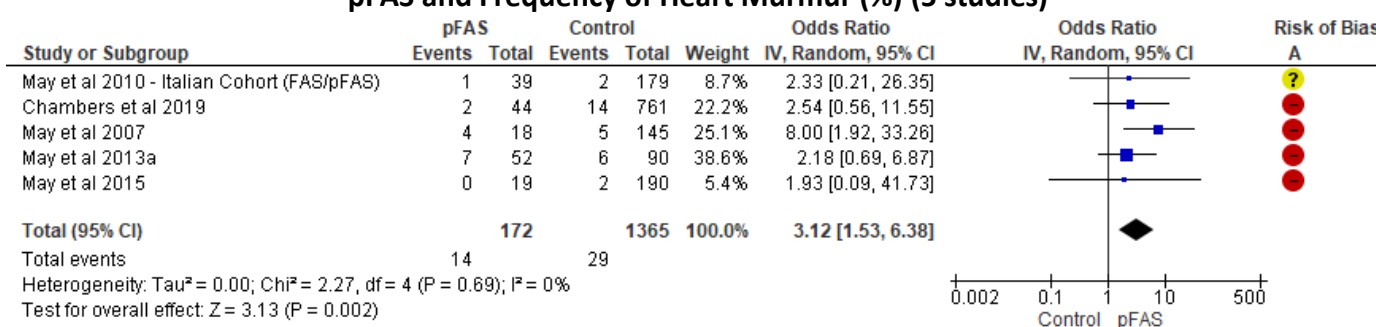 pFAS and Frequency of Heart Murmur (%) (5 studies)
pFAS Control Odds Ratio Odds Ratio Risk of Bias
Study or Subgroup Events Total Events Total Weight IV, Random, 95% CI IV, Random, 95% CI A
May et al 2010 - Italian Cohort (FAS/pFAS) 1 39 2 179 8.7% 2.33 [0.21, 26.35] ?
Chambers et al 2019 2 44 14 761 22.2% 2.54 [0.56, 11.55] −
May et al 2007 4 18 5 145 25.1% 8.00 [1.92, 33.26] −
May et al 2013a 7 52 6 90 38.6% 2.18 [0.69, 6.87] −
May et al 2015 0 19 2 190 5.4% 1.93 [0.09, 41.73] −
Total (95% CI) 172 1365 100.0% 3.12 [1.53, 6.38]
Total events 14 29
Heterogeneity: Tau² = 0.00; Chi² = 2.27, df = 4 (P = 0.69); I² = 0%
Test for overall effect: Z = 3.13 (P = 0.002)
0.002 0.1 1 10 500
Control pFAS